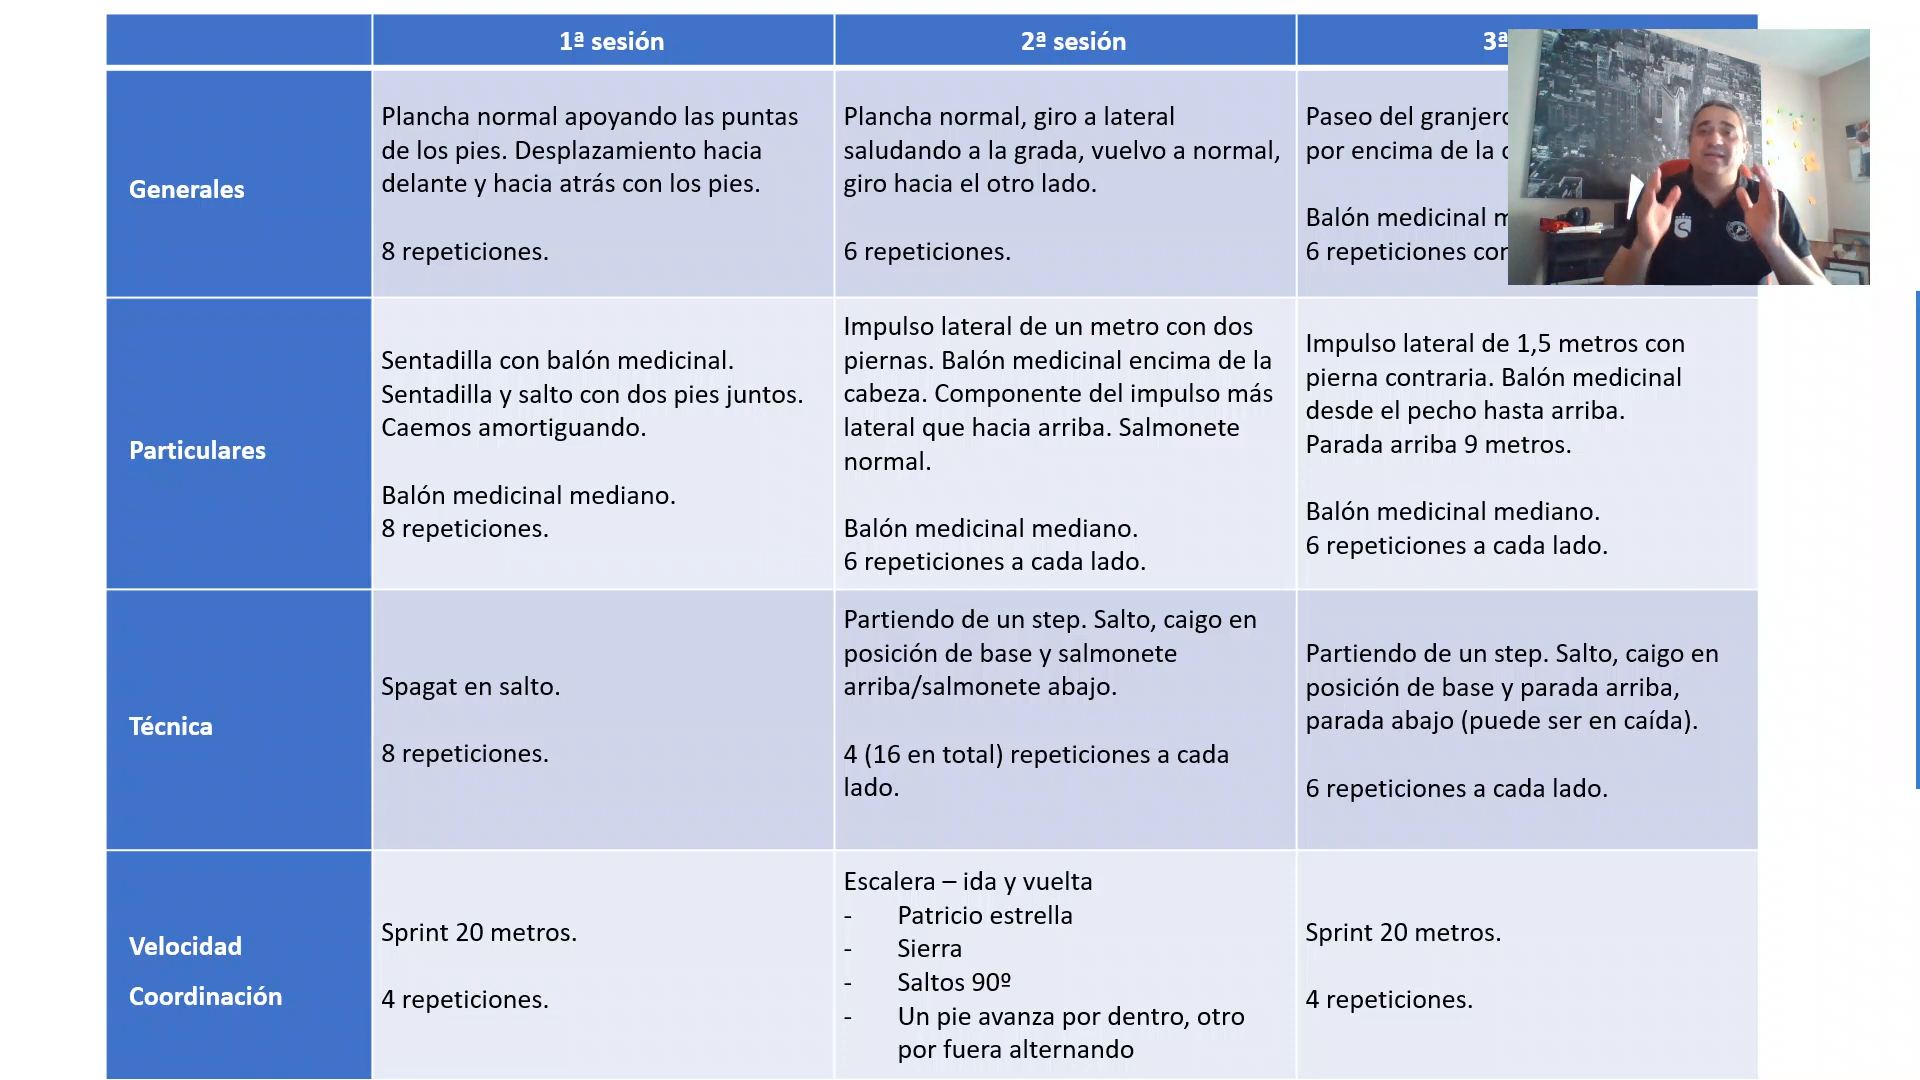 1ª sesión
2ª sesión
3ª
Generales
Plancha normal apoyando las puntas
de los pies. Desplazamiento hacia
delante y hacia atrás con los pies.
8 repeticiones.
Plancha normal, giro a lateral
saludando a la grada, vuelvo a normal,
giro hacia el otro lado.
6 repeticiones.
Paseo del granjero
por encima de la
Balón medicinal
6 repeticiones
Particulares
Sentadilla con balón medicinal.
Sentadilla y salto con dos pies juntos.
Caemos amortiguando.
Balón medicinal mediano.
8 repeticiones.
Impulso lateral de un metro con dos
piernas. Balón medicinal encima de la
cabeza. Componente del impulso más
lateral que hacia arriba. Salmonete
normal.
Balón medicinal mediano.
6 repeticiones a cada lado.
Impulso lateral de 1,5 metros con
pierna contraria. Balón medicinal
desde el pecho hasta arriba.
Parada arriba 9 metros.
Balón medicinal mediano.
6 repeticiones a cada lado.
Técnica
Spagat en salto.
8 repeticiones.
Partiendo de un step. Salto, caigo en
posición de base y salmonete
arriba/salmonete abajo.
4 (16 en total) repeticiones a cada
lado.
Partiendo de un step. Salto, caigo en
posición de base y parada arriba,
parada abajo (puede ser en caída).
6 repeticiones a cada lado.
Velocidad
Coordinación
Sprint 20 metros.
4 repeticiones.
Escalera – ida y vuelta
- Patricio estrella
- Sierra
- Saltos 90º
- Un pie avanza por dentro, otro
por fuera alternando
Sprint 20 metros.
4 repeticiones.